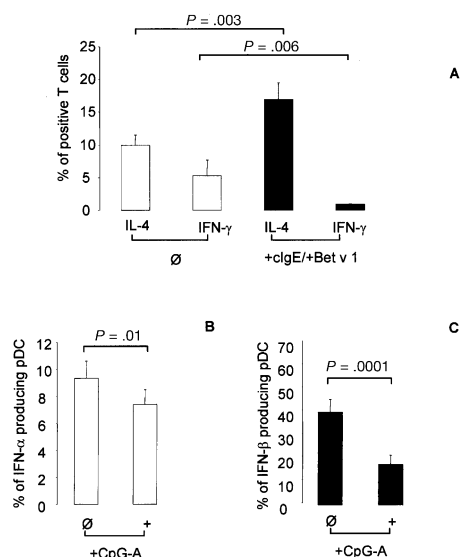 P = .003
P = .006
A
% of positive T cells
25
20
15
10
5
0
IL-4 IFN-γ IL-4 IFN-γ
Ø +cIgE/+Bet v 1
B
P = .01
% of IFN-α producing pDC
12
10
8
6
4
2
0
Ø +
+CpG-A
C
P = .0001
% of IFN-β producing pDC
70
60
50
40
30
20
10
0
Ø +
+CpG-A